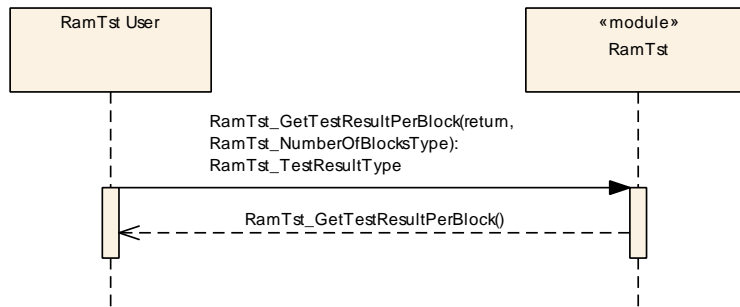 RamTst User
«module»
RamTst
RamTst_GetTestResultPerBlock(return,
RamTst_NumberOfBlocksType):
RamTst_TestResultType
RamTst_GetTestResultPerBlock()